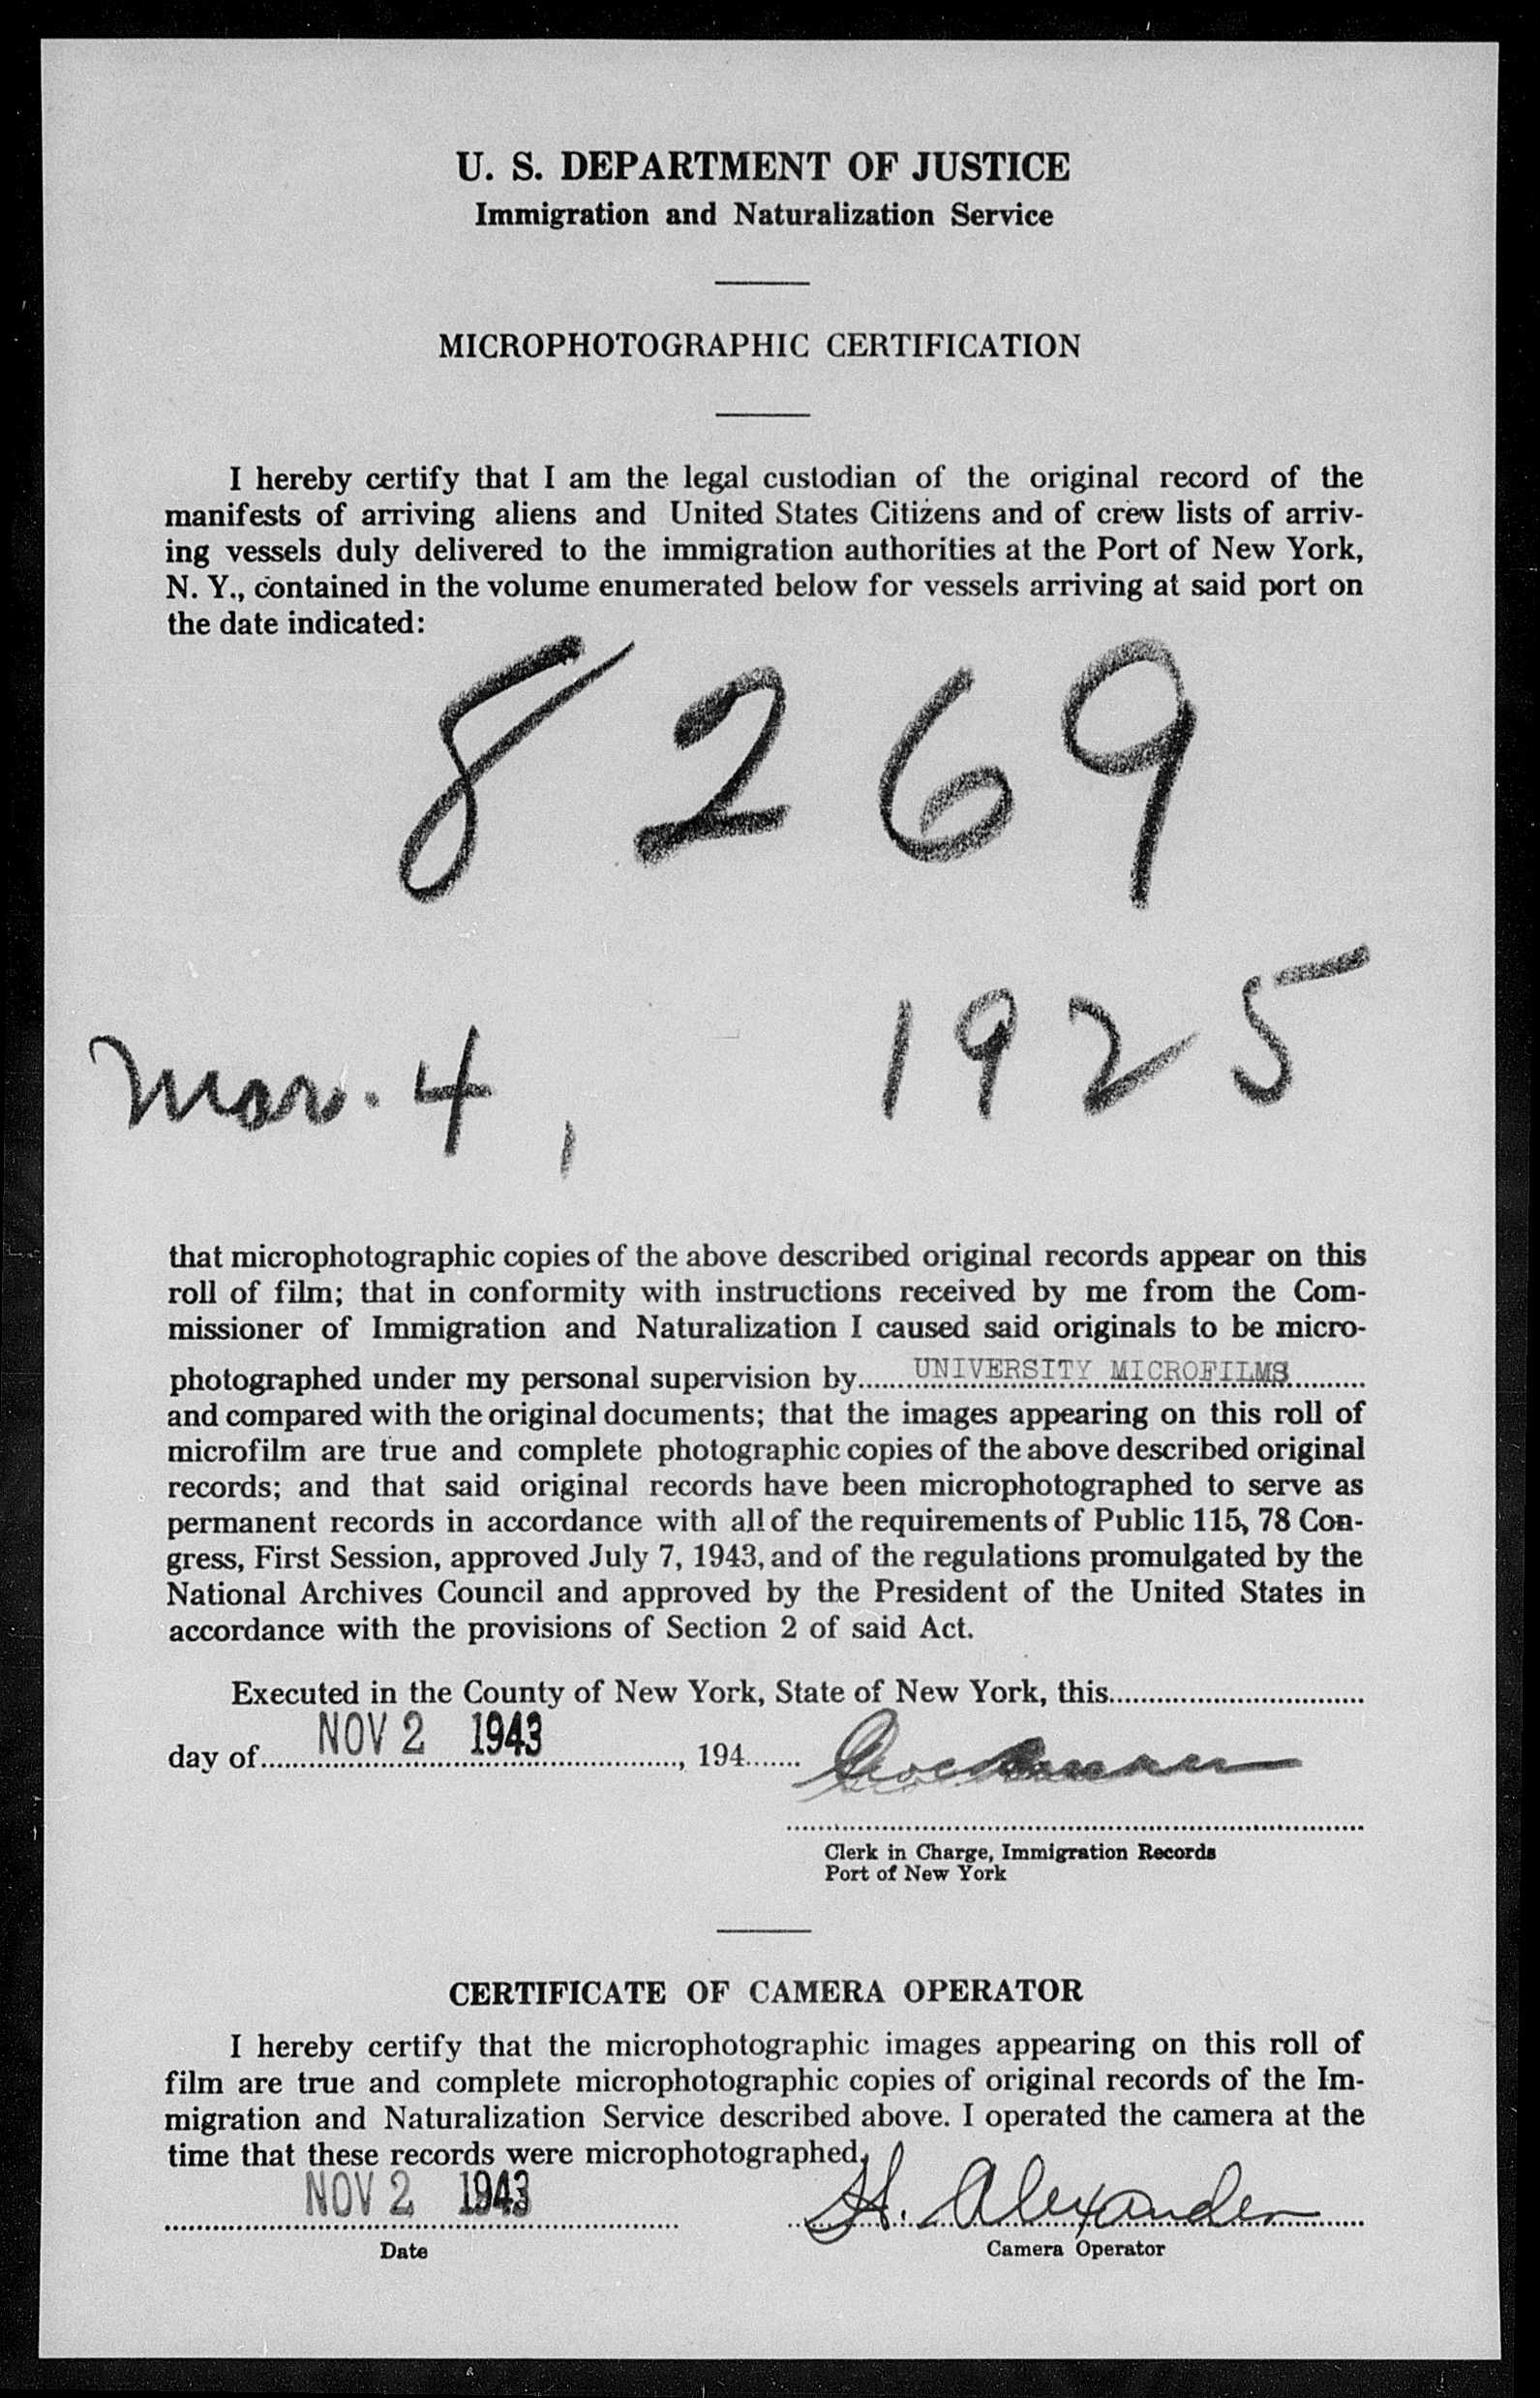 U. S. DEPARTMENT OF JUSTICE
Immigration and Naturalization Service
MICROPHOTOGRAPHIC CERTIFICATION
I hereby certify that I am the legal custodian of the original record of the
manifests of arriving aliens and United States Citizens and of crew lists of arriv-
ing vessels duly delivered to the immigration authorities at the Port of New York,
N. Y., contained in the volume enumerated below for vessels arriving at said port on
the date indicated:
8269
Mar. 4, 1925
that microphotographic copies of the above described original records appear on this
roll of film; that in conformity with instructions received by me from the Com-
missioner of Immigration and Naturalization I caused said originals to be micro-
photographed under my personal supervision by UNIVERSITY MICROFILMS
and compared with the original documents; that the images appearing on this roll of
microfilm are true and complete photographic copies of the above described original
records; and that said original records have been microphotographed to serve as
permanent records in accordance with all of the requirements of Public 115, 78 Con-
gress, First Session, approved July 7, 1943, and of the regulations promulgated by the
National Archives Council and approved by the President of the United States in
accordance with the provisions of Section 2 of said Act.
Executed in the County of New York, State of New York, this
day of NOV 2 1943, 194
Clerk in Charge, Immigration Records
Port of New York
CERTIFICATE OF CAMERA OPERATOR
I hereby certify that the microphotographic images appearing on this roll of
film are true and complete microphotographic copies of original records of the Im-
migration and Naturalization Service described above. I operated the camera at the
time that these records were microphotographed.
NOV 2 1943 H. Alexander
Date Camera Operator